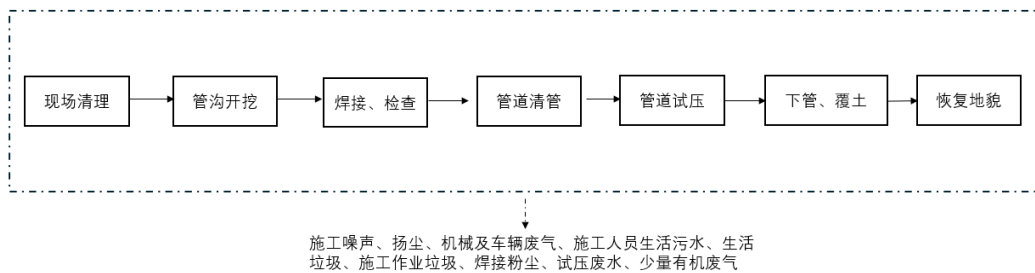 现场清理
管沟开挖
焊接、检查
管道清管
管道试压
下管、覆土
恢复地貌
施工噪声、扬尘、机械及车辆废气、施工人员生活污水、生活
垃圾、施工作业垃圾、焊接粉尘、试压废水、少量有机废气